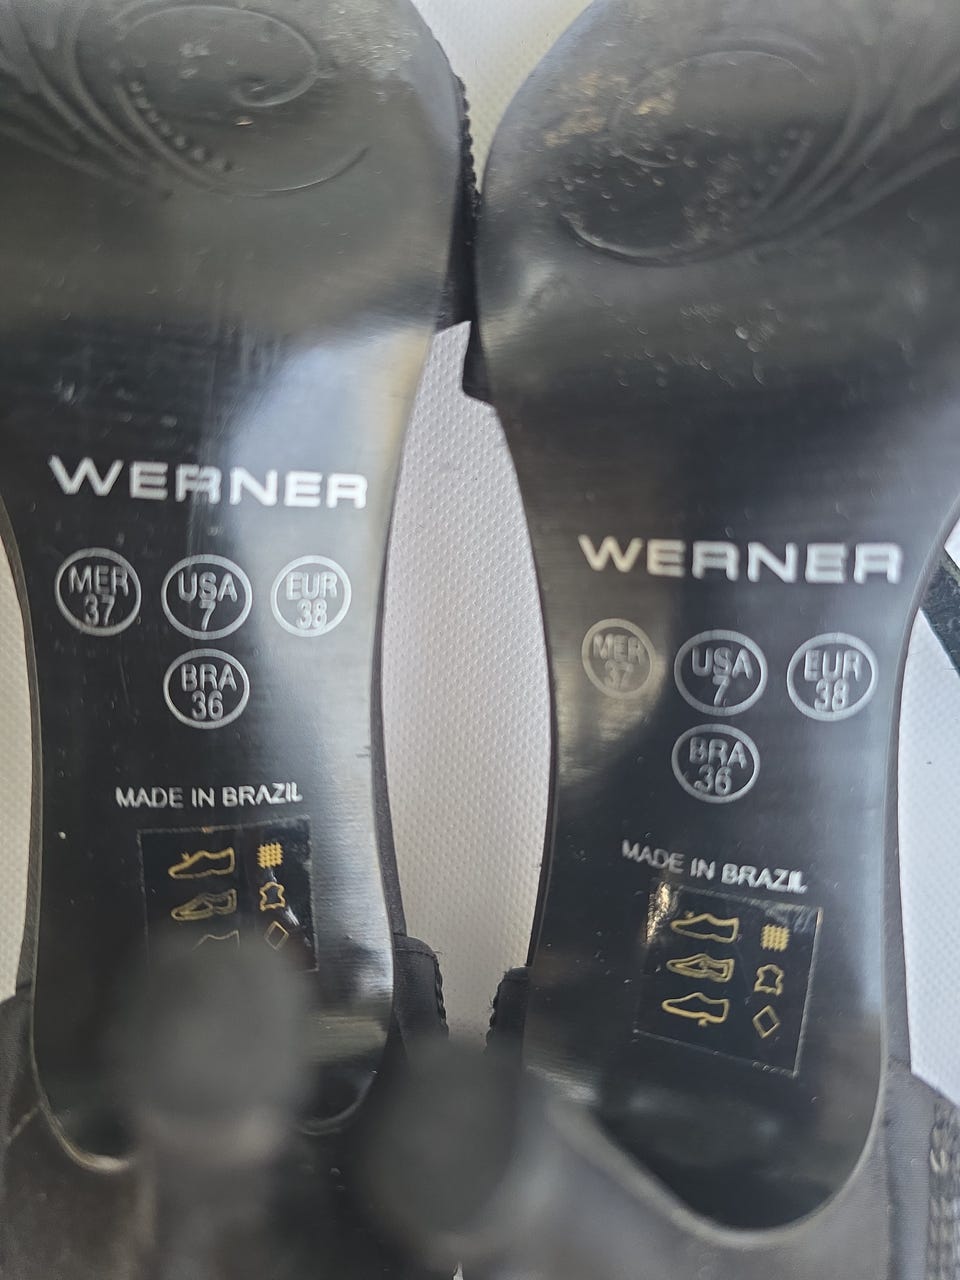 WERNER
MER USA EUR
37 7 38
BRA
36
MADE IN BRAZIL
WERNER
MER USA EUR
37 7 38
BRA
36
MADE IN BRAZIL